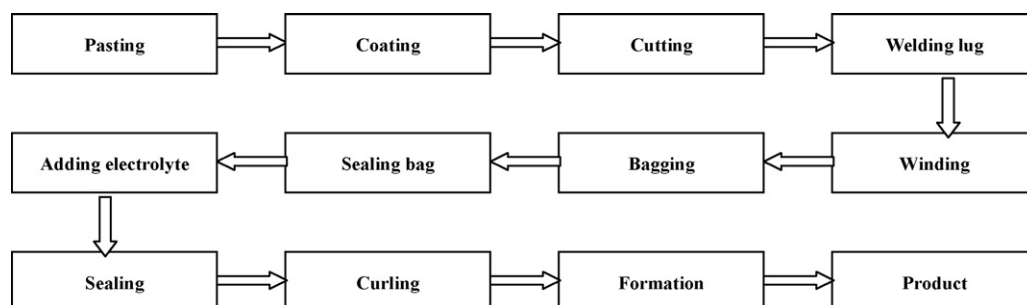 Pasting
Coating
Cutting
Welding lug
Winding
Bagging
Sealing bag
Adding electrolyte
Sealing
Curling
Formation
Product